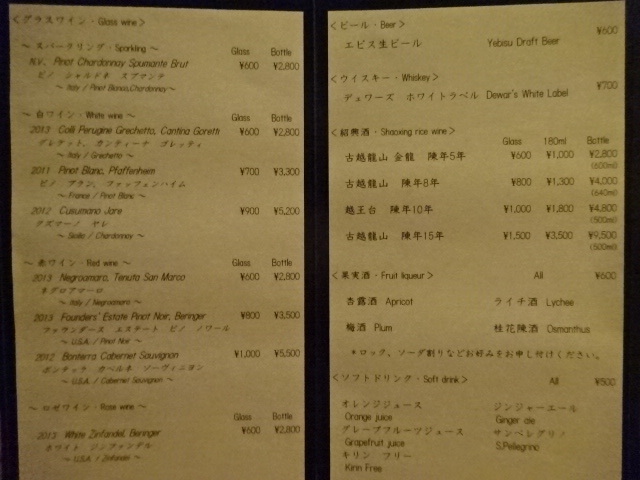 <グラスワイン・Glass wine>
~ スパークリング・Sparkling ~ Glass Bottle
N.V. Pinot Chardonnay Spumante Brut ¥600 ¥2,800
ピノ シャルドネ スプマンテ
~ Italy / Pinot Bianco,Chardonnay~
~ 白ワイン・White wine ~ Glass Bottle
2013 Colli Perugine Grechetto, Cantina Goretti ¥600 ¥2,800
グレケット、カンティーナ ゴレッティ
~ Italy / Grechetto ~
2011 Pinot Blanc, Pfaffenheim ¥700 ¥3,300
ピノ ブラン、ファッフェンハイム
~ France / Pinot Blanc ~
2012 Cusumano Jare ¥900 ¥5,200
クズマーノ ヤレ
~ Sicilia / Chardonnay ~
~ 赤ワイン・Red wine ~ Glass Bottle
2013 Negroamaro, Tenuta San Marco ¥600 ¥2,800
ネグロアマーロ
~ Italy / Negroamaro ~
2013 Founders' Estate Pinot Noir, Beringer ¥800 ¥3,500
ファウンダース エステート ピノ ノワール
~ U.S.A. / Pinot Noir ~
2012 Bonterra Cabernet Sauvignon ¥1,000 ¥5,500
ボンテッラ カベルネ ソーヴィニヨン
~ U.S.A. / Cabernet Sauvignon ~
~ ロゼワイン・Rose wine ~ Glass Bottle
2013 White Zinfandel, Beringer ¥600 ¥2,800
ホワイト ジンファンデル
~ U.S.A. / Zinfandel ~
<ビール・Beer> ¥600
エビス生ビール Yebisu Draft Beer
<ウイスキー・Whiskey> ¥700
デュワーズ ホワイトラベル Dewar's White Label
<紹興酒・Shaoxing rice wine> Glass 180ml Bottle
古越龍山 金龍 陳年5年 ¥600 ¥1,000 ¥2,800
(600ml)
古越龍山 陳年8年 ¥800 ¥1,300 ¥4,000
(640ml)
越王台 陳年10年 ¥1,000 ¥1,800 ¥4,800
(500ml)
古越龍山 陳年15年 ¥1,500 ¥3,500 ¥9,500
(500ml)
<果実酒・Fruit liqueur> All ¥600
杏露酒 Apricot ライチ酒 Lychee
梅酒 Plum 桂花陳酒 Osmanthus
*ロック、ソーダ割りなどお好みをお申し付けください。
<ソフトドリンク・Soft drink> All ¥500
オレンジジュース ジンジャーエール
Orange juice Ginger ale
グレープフルーツジュース サンペレグリノ
Grapefruit juice S.Pellegrino
キリン フリー
Kirin Free